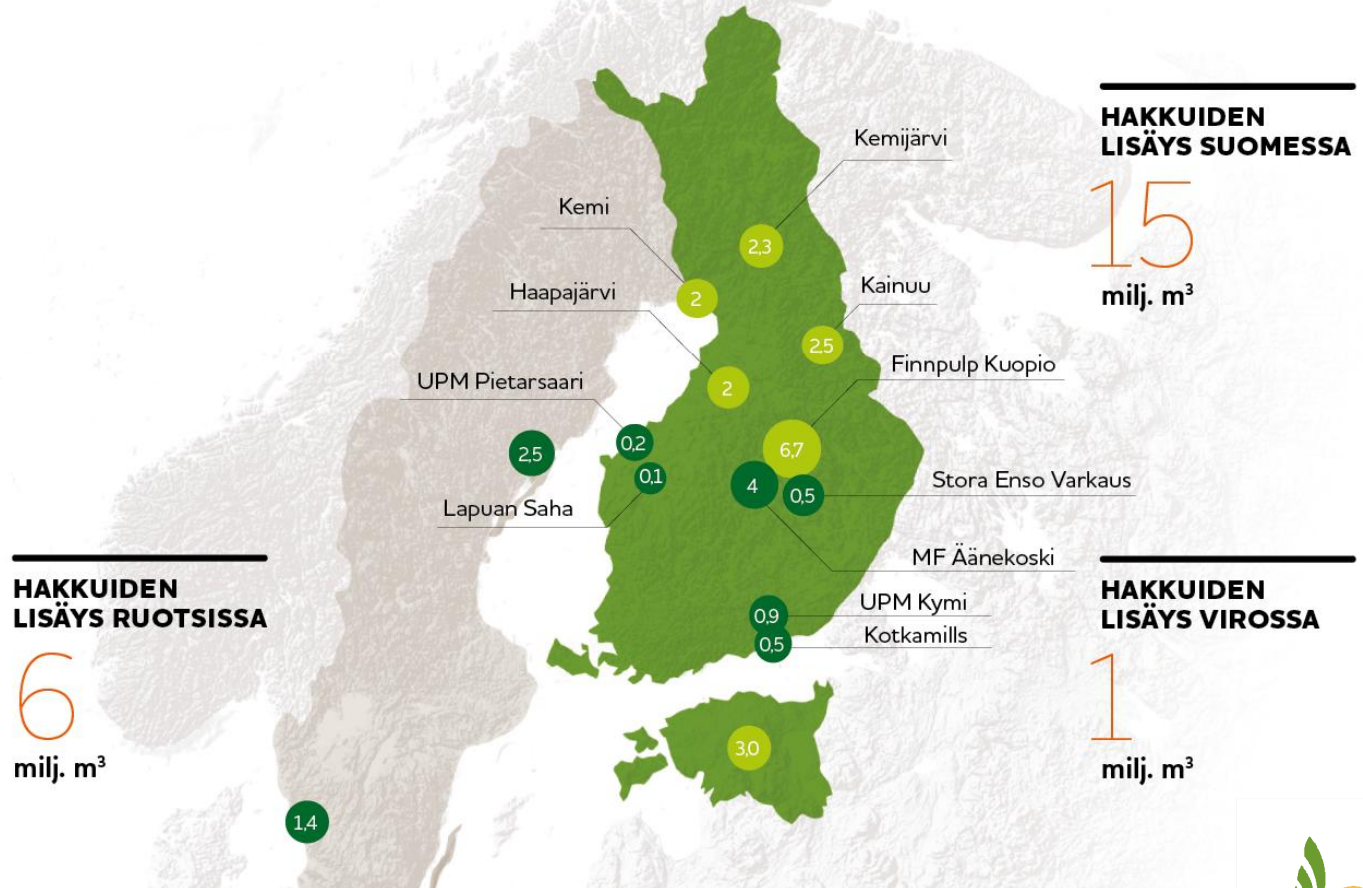 HAKKUIDEN
LISÄYS SUOMESSA
15
milj. m³
Kemijärvi
2,3
Kemi
2
Haapajärvi
2
Kainuu
2,5
Finnpulp Kuopio
6,7
UPM Pietarsaari
0,2
2,5
0,1
Lapuan Saha
4
0,5
Stora Enso Varkaus
MF Äänekoski
0,9
UPM Kymi
0,5
Kotkamills
HAKKUIDEN
LISÄYS RUOTSISSA
6
milj. m³
HAKKUIDEN
LISÄYS VIROSSA
1
milj. m³
3,0
1,4